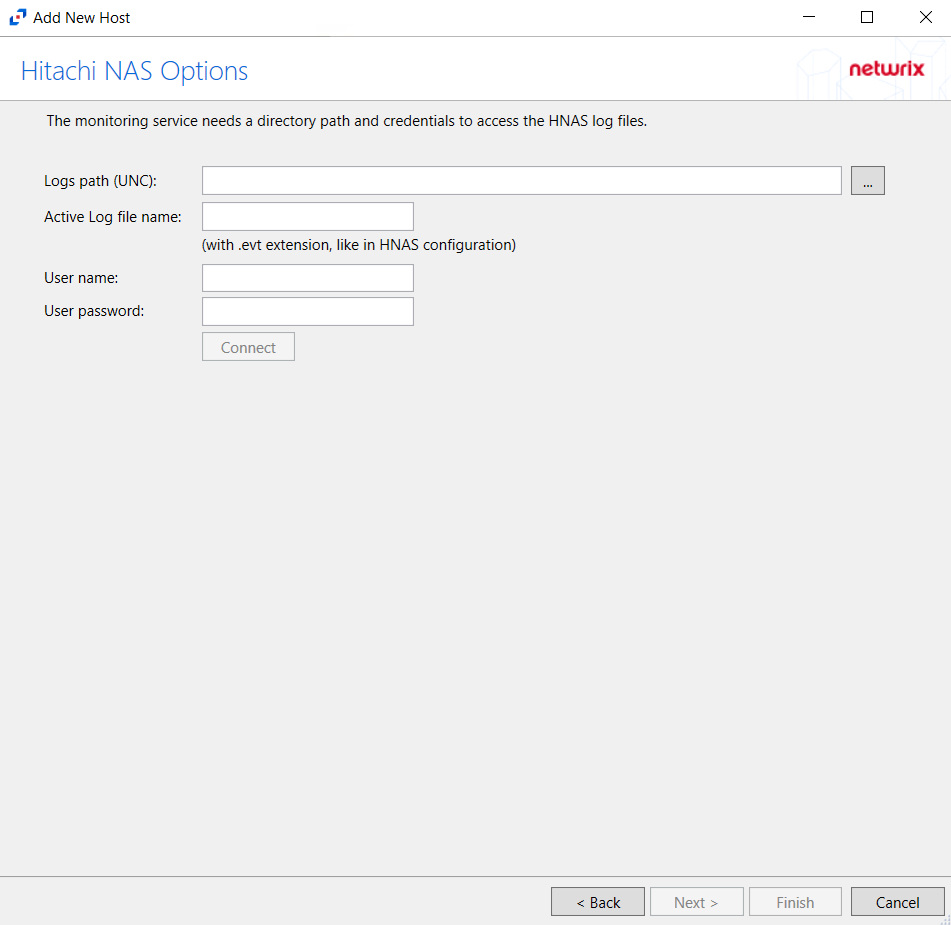 Add New Host
Hitachi NAS Options
netwrix
The monitoring service needs a directory path and credentials to access the HNAS log files.
Logs path (UNC):
...
Active Log file name:
(with .evt extension, like in HNAS configuration)
User name:
User password:
Connect
< Back
Next >
Finish
Cancel